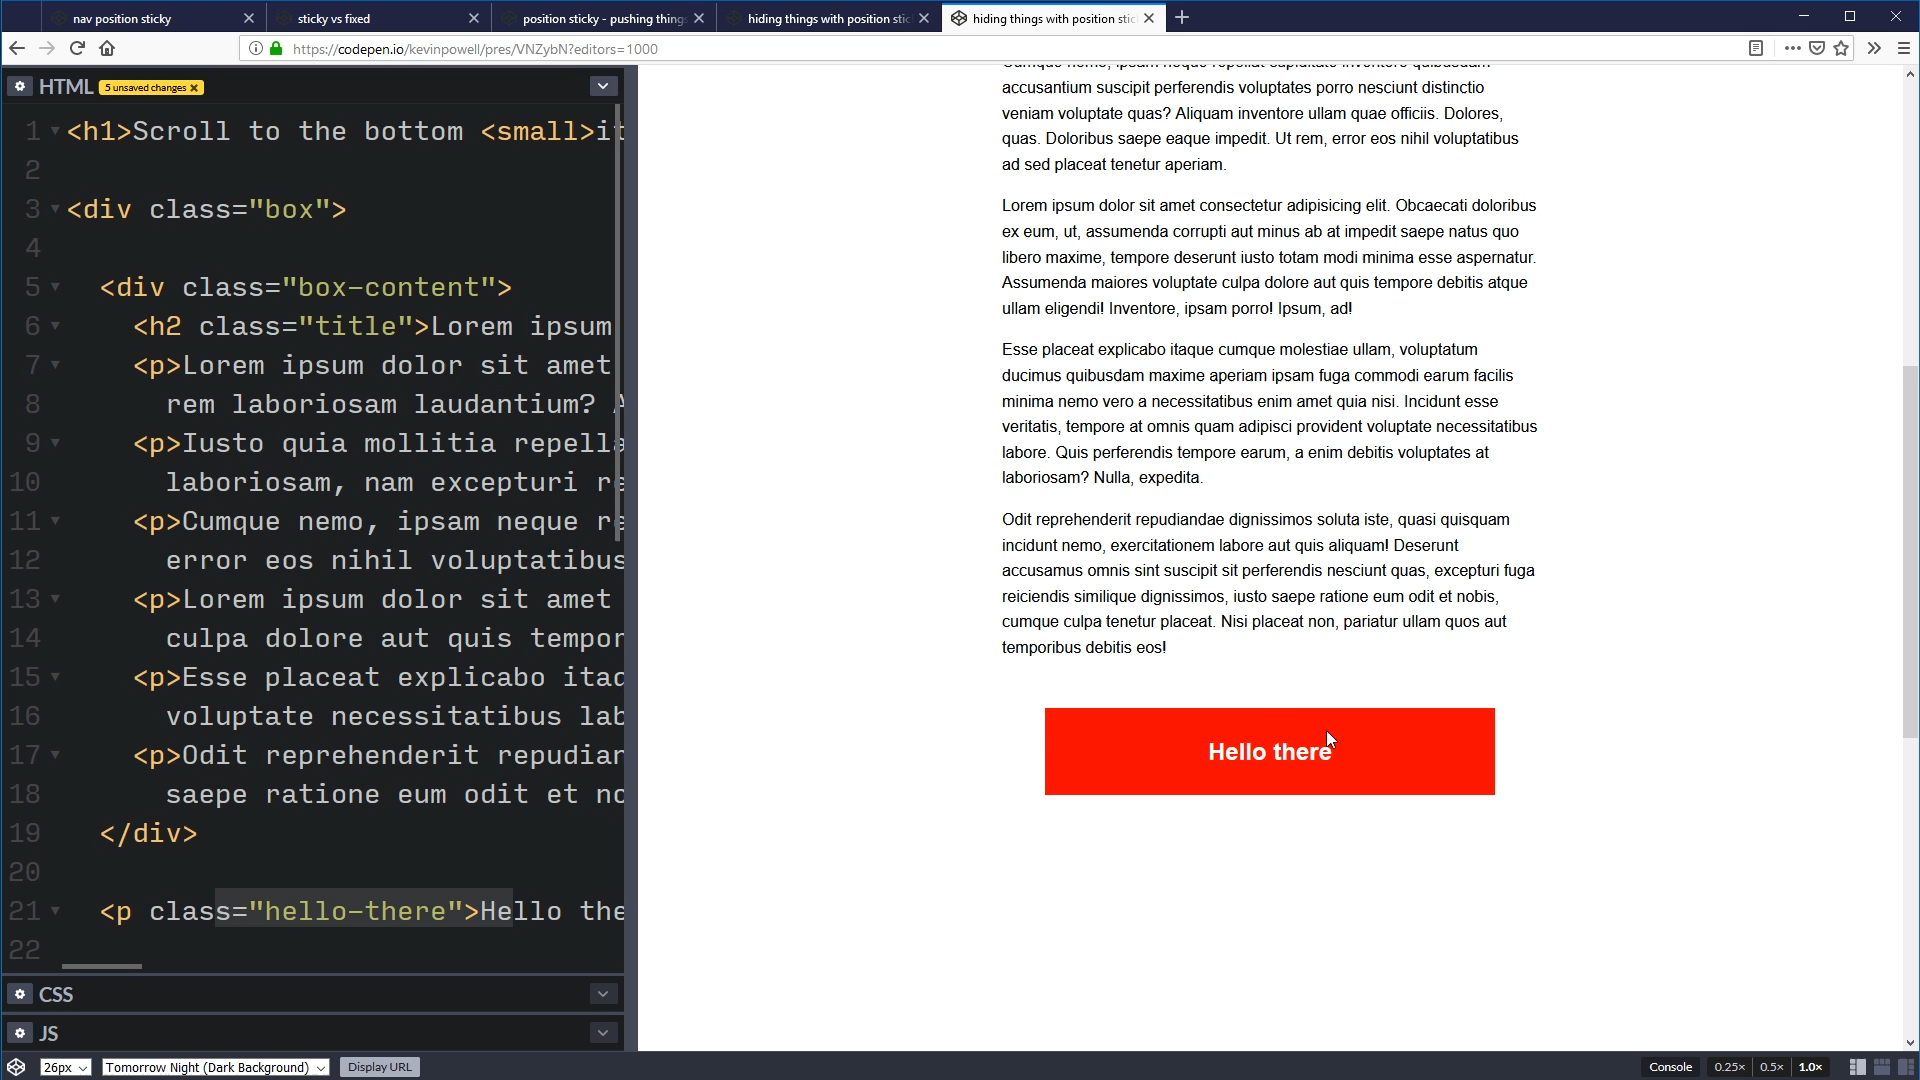 nav position sticky
sticky vs fixed
position sticky - pushing things
hiding things with position stic
hiding things with position stic
https://codepen.io/kevinpowell/pres/VNZybN?editors=1000
HTML
5 unsaved changes ×
1 <h1>Scroll to the bottom <small>it
2
3 <div class="box">
4
5 <div class="box-content">
6 <h2 class="title">Lorem ipsum
7 <p>Lorem ipsum dolor sit amet
8 rem laboriosam laudantium? A
9 <p>Iusto quia mollitia repella
10 laboriosam, nam excepturi re
11 <p>Cumque nemo, ipsam neque re
12 error eos nihil voluptatibus
13 <p>Lorem ipsum dolor sit amet
14 culpa dolore aut quis tempor
15 <p>Esse placeat explicabo itaq
16 voluptate necessitatibus lab
17 <p>Odit reprehenderit repudian
18 saepe ratione eum odit et no
19 </div>
20
21 <p class="hello-there">Hello the
22
CSS
JS
Cumque nemo, ipsam neque repellat sapiditate inventore quibusdam
accusantium suscipit perferendis voluptates porro nesciunt distinctio
veniam voluptate quas? Aliquam inventore ullam quae officiis. Dolores,
quas. Doloribus saepe eaque impedit. Ut rem, error eos nihil voluptatibus
ad sed placeat tenetur aperiam.
Lorem ipsum dolor sit amet consectetur adipisicing elit. Obcaecati doloribus
ex eum, ut, assumenda corrupti aut minus ab at impedit saepe natus quo
libero maxime, tempore deserunt iusto totam modi minima esse aspernatur.
Assumenda maiores voluptate culpa dolore aut quis tempore debitis atque
ullam eligendi! Inventore, ipsam porro! Ipsum, ad!
Esse placeat explicabo itaque cumque molestiae ullam, voluptatum
ducimus quibusdam maxime aperiam ipsam fuga commodi earum facilis
minima nemo vero a necessitatibus enim amet quia nisi. Incidunt esse
veritatis, tempore at omnis quam adipisci provident voluptate necessitatibus
labore. Quis perferendis tempore earum, a enim debitis voluptates at
laboriosam? Nulla, expedita.
Odit reprehenderit repudiandae dignissimos soluta iste, quasi quisquam
incidunt nemo, exercitationem labore aut quis aliquam! Deserunt
accusamus omnis sint suscipit sit perferendis nesciunt quas, excepturi fuga
reiciendis similique dignissimos, iusto saepe ratione eum odit et nobis,
cumque culpa tenetur placeat. Nisi placeat non, pariatur ullam quos aut
temporibus debitis eos!
Hello there
26px
Tomorrow Night (Dark Background)
Display URL
Console
0.25×
0.5×
1.0×